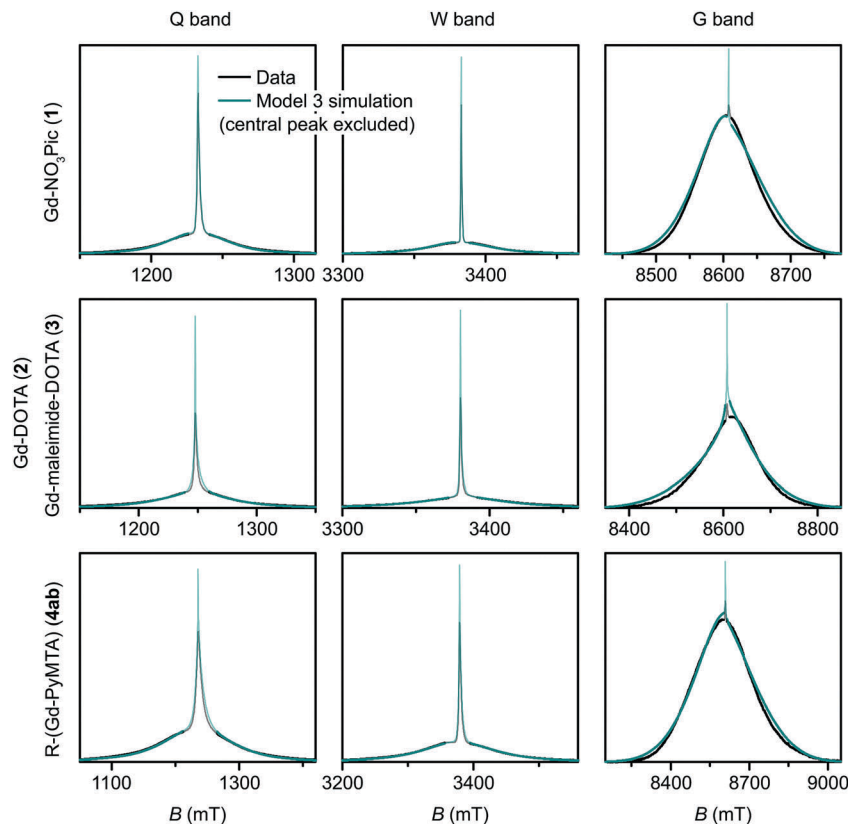 Q band
W band
G band
Gd-NO₃Pic (1)
Data
Model 3 simulation
(central peak excluded)
1200
1300
3300
3400
8500
8600
8700
Gd-DOTA (2)
Gd-maleimide-DOTA (3)
1200
1300
3300
3400
8400
8600
8800
R-(Gd-PyMTA) (4ab)
1100
1300
3200
3400
8400
8700
9000
B (mT)
B (mT)
B (mT)